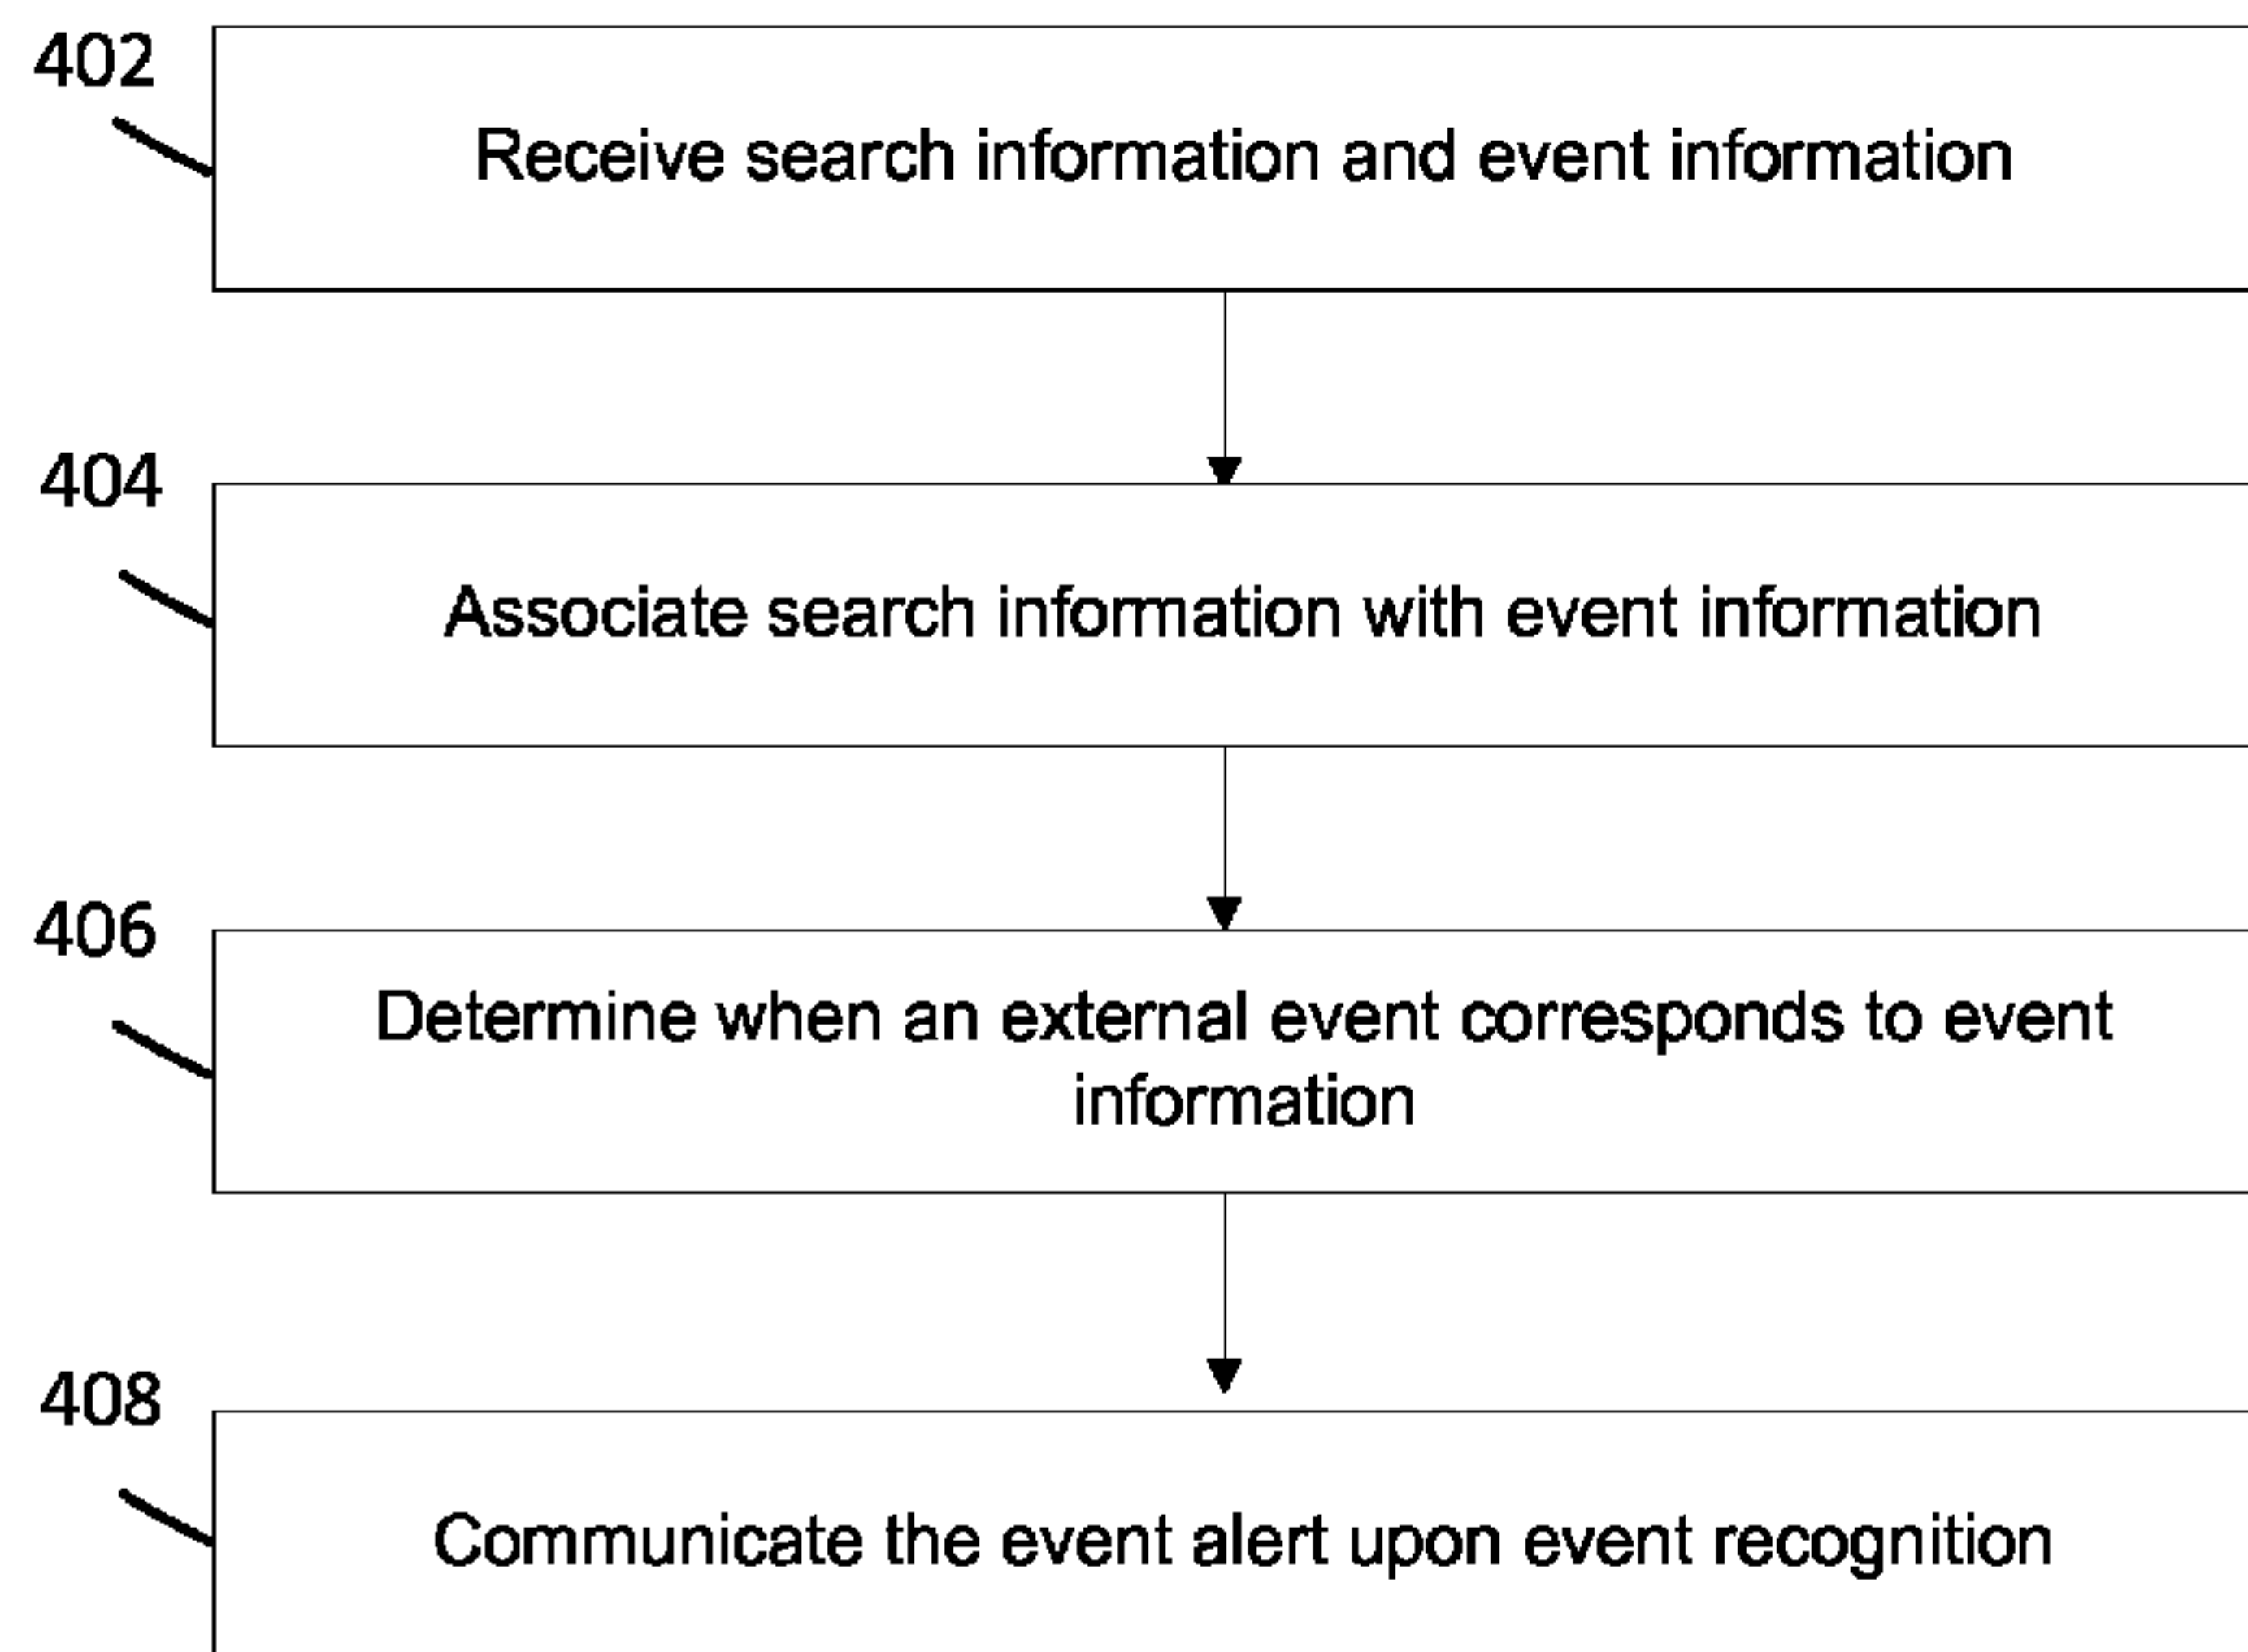 402
Receive search information and event information
404
Associate search information with event information
406
Determine when an external event corresponds to event
information
408
Communicate the event alert upon event recognition